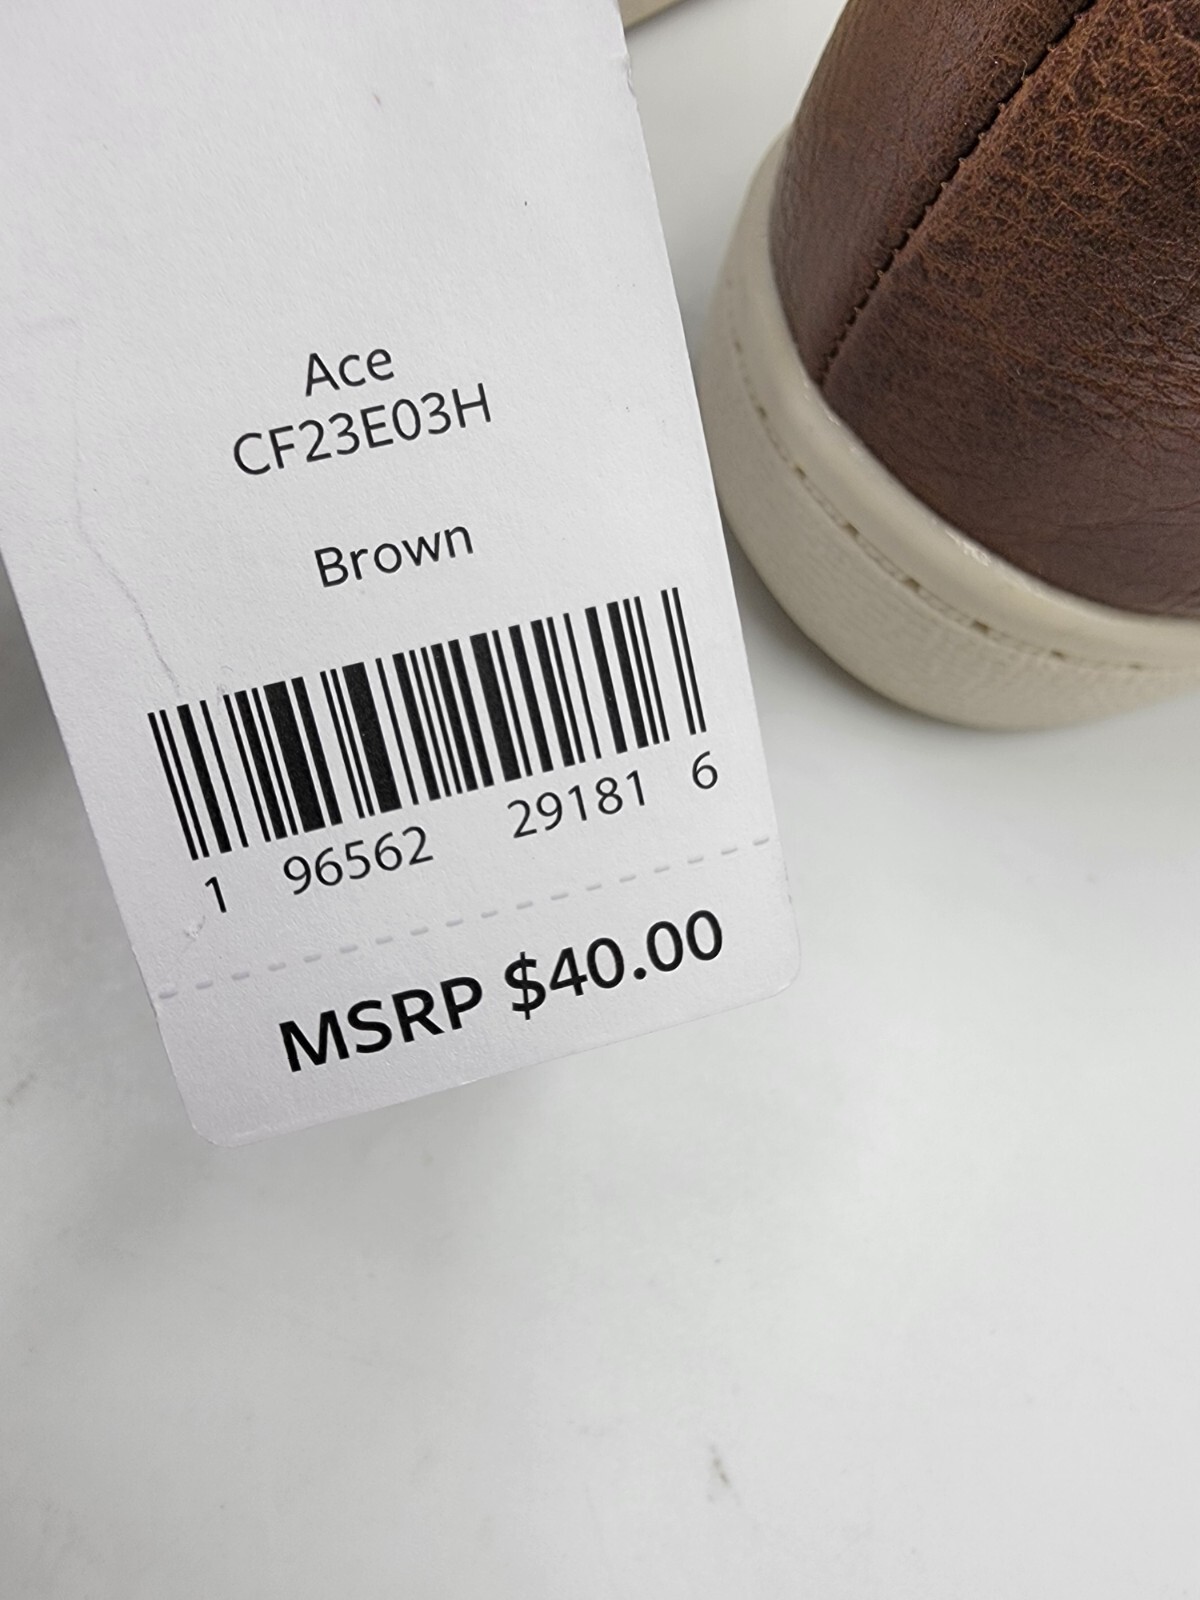 Ace
CF23E03H
Brown
1 96562 29181 6
MSRP $40.00